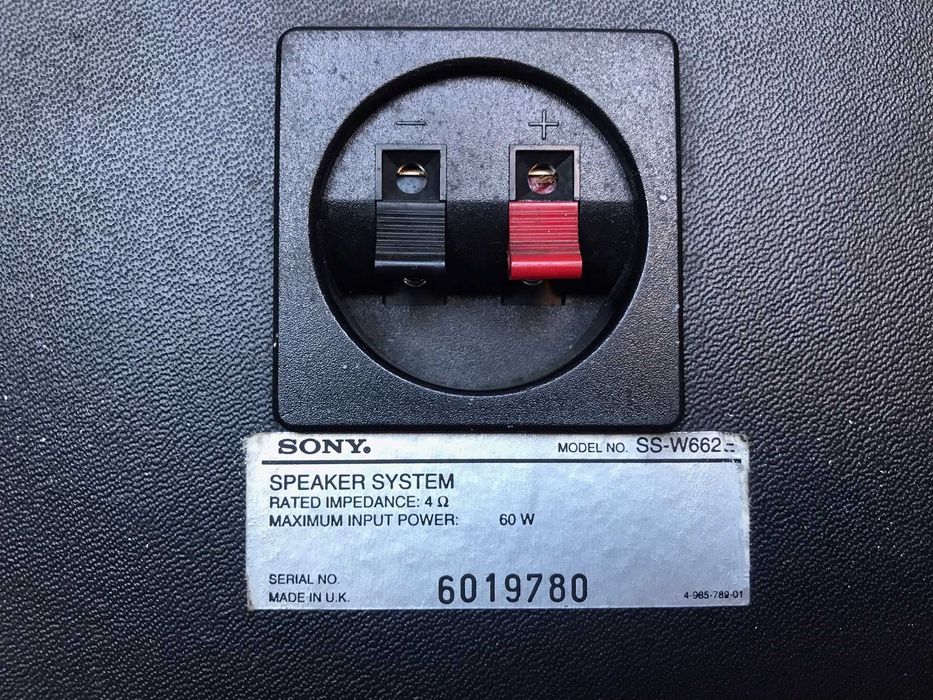 − +
SONY. MODEL NO. SS-W662
SPEAKER SYSTEM
RATED IMPEDANCE: 4 Ω
MAXIMUM INPUT POWER: 60 W
SERIAL NO. 6019780
MADE IN U.K. 4-965-789-01